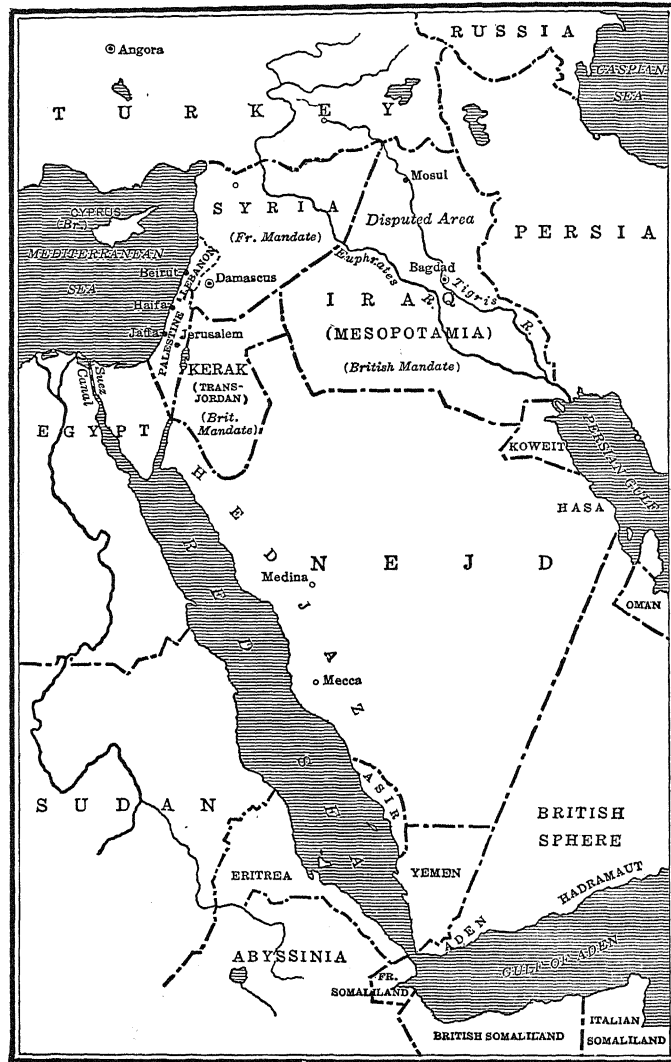 RUSSIA
Angora
CASPIAN
SEA
TURKEY
Mosul
SYRIA
(Fr. Mandate)
Disputed Area
PERSIA
CYPRUS
(Br.)
MEDITERRANEAN
SEA
LEBANON
Beirut
Damascus
Euphrates
R.
Bagdad
Tigris
R.
IRAQ
(MESOPOTAMIA)
(British Mandate)
Haifa
Jaffa
Jerusalem
PALESTINE
KERAK
(TRANS-
JORDAN)
(Brit.
Mandate)
Suez
Canal
EGYPT
KOWEIT
PERSIAN GULF
HASA
HEDJAZ
NEJD
Medina
OMAN
RED SEA
Mecca
ASIR
SUDAN
BRITISH
SPHERE
ERITREA
YEMEN
HADRAMAUT
ADEN
ABYSSINIA
GULF OF ADEN
FR.
SOMALILAND
BRITISH SOMALILAND
ITALIAN
SOMALILAND